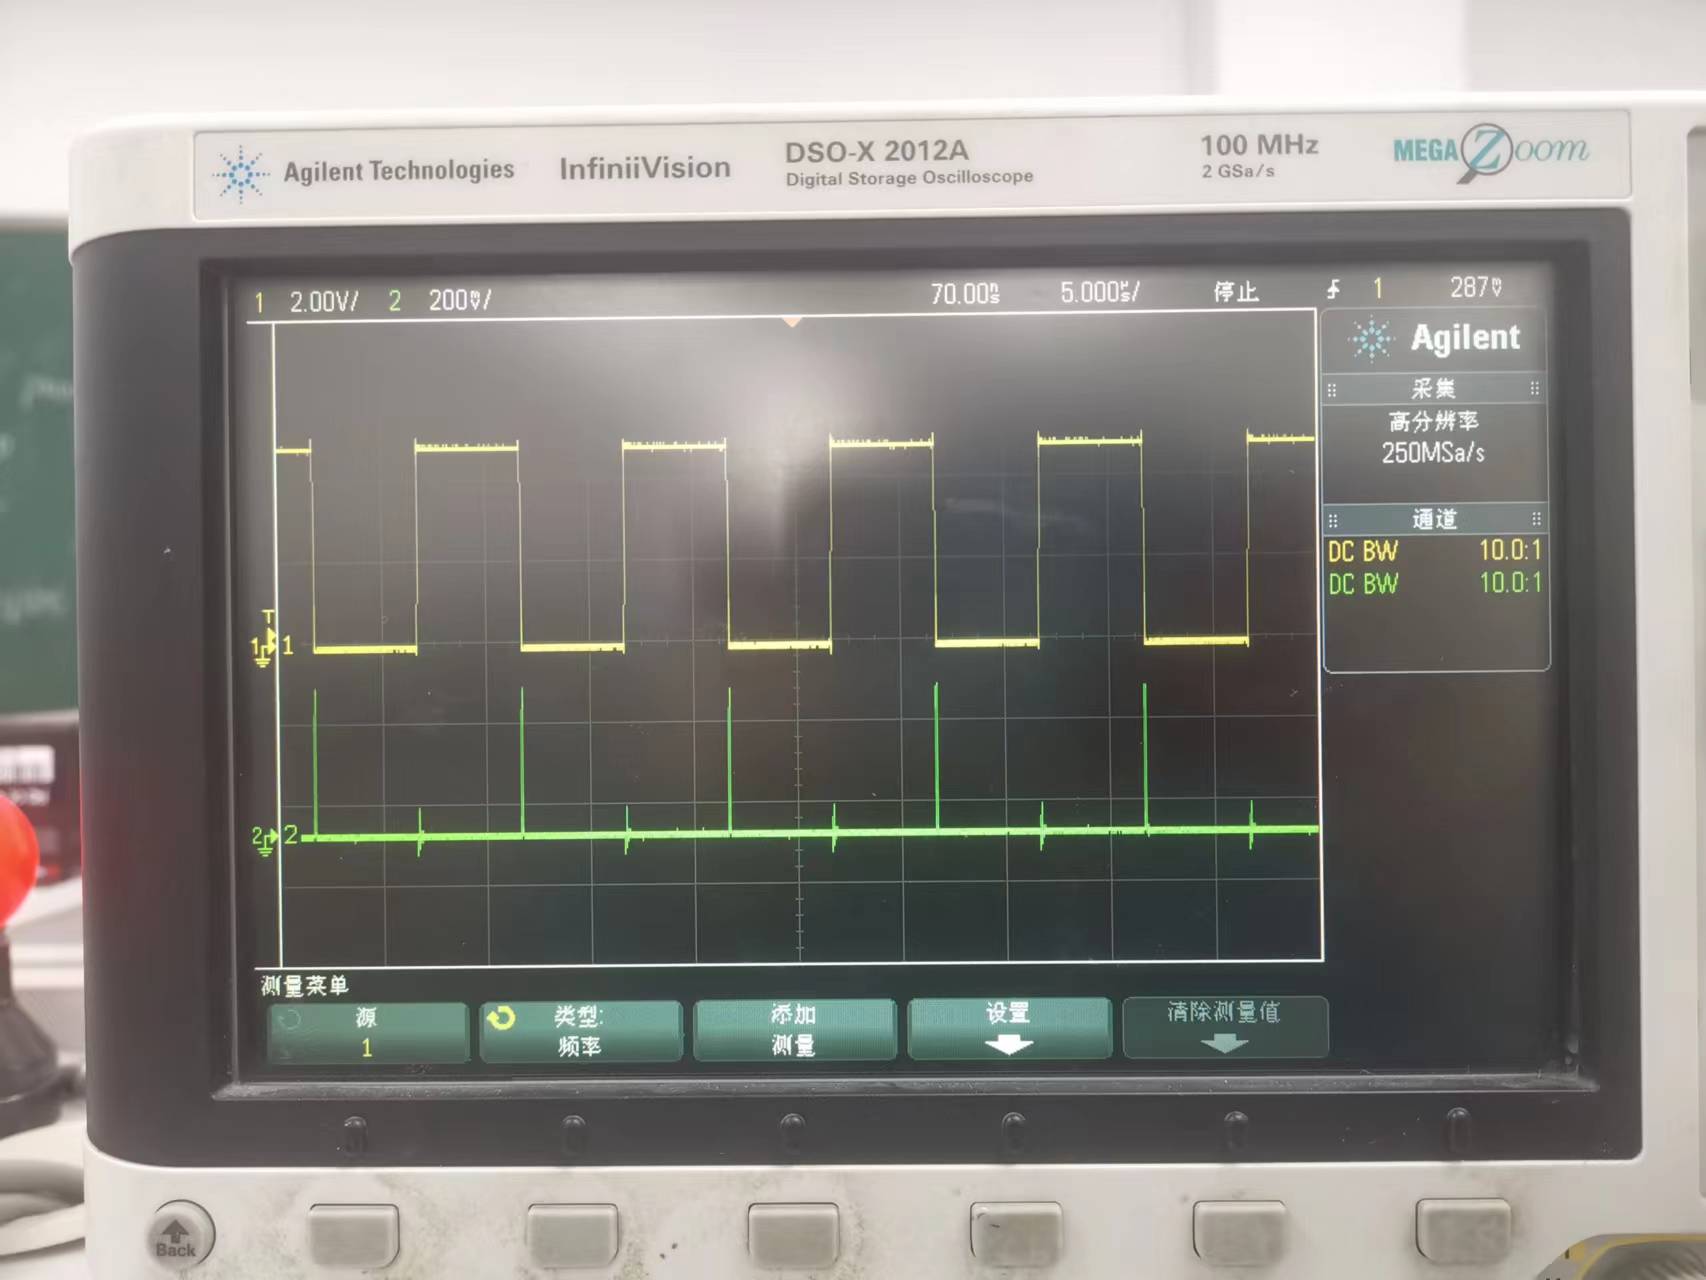 Agilent Technologies InfiniiVision DSO-X 2012A 100 MHz MEGA Zoom
Digital Storage Oscilloscope 2 GSa/s
1 2.00V/ 2 200mV/ 70.00ns 5.000us/ 停止 1 287mV
Agilent
采集
高分辨率
250MSa/s
通道
DC BW 10.0:1
DC BW 10.0:1
T
1 1
2 2
测量菜单
源
1
类型:
频率
添加
测量
设置
清除测量值
Back